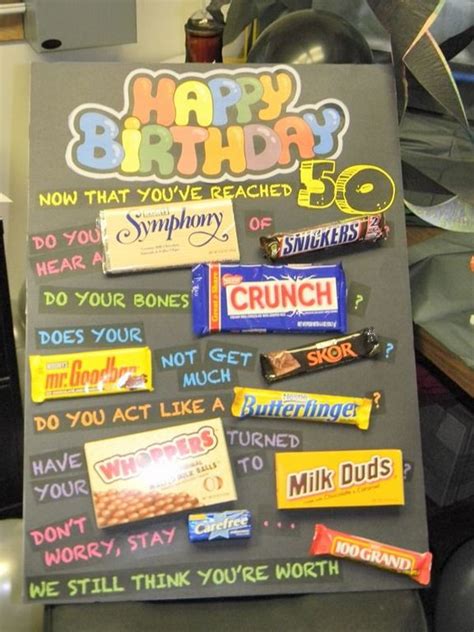 HAPPY
BIRTHDAY
NOW THAT YOU'VE REACHED 50
DO YOU HEAR A Symphony OF SNICKERS ?
DO YOUR BONES CRUNCH ?
DOES YOUR mr. Goodbar NOT GET MUCH SKOR ?
DO YOU ACT LIKE A Butterfinger ?
HAVE YOUR WHOPPERS TURNED TO Milk Duds ?
DON'T WORRY, STAY Carefree ...
WE STILL THINK YOU'RE WORTH 100 GRAND